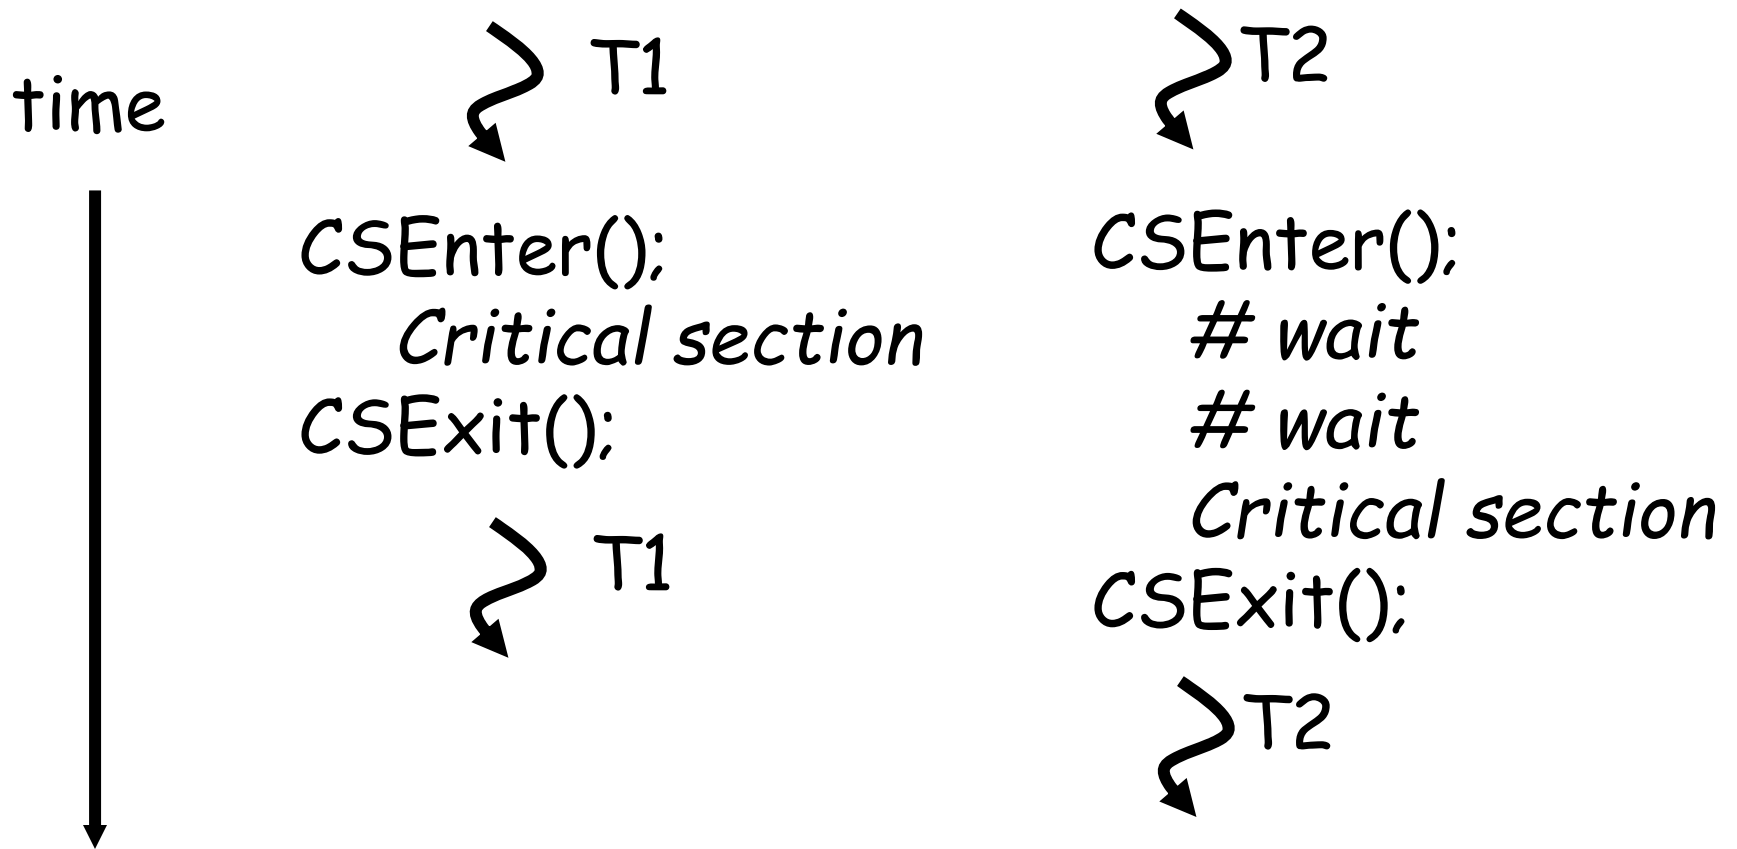 time
T1
CSEnter();
Critical section
CSExit();
T1
T2
CSEnter();
# wait
# wait
Critical section
CSExit();
T2